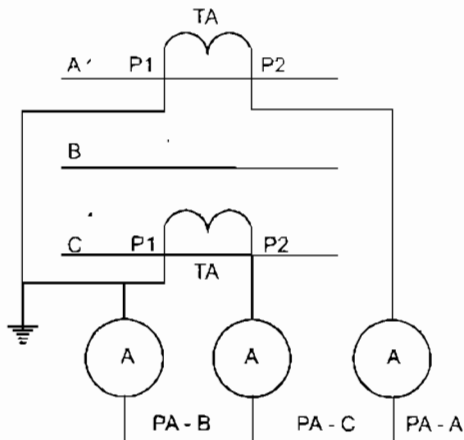 TA
A P1 P2
B
C P1 P2
TA
A A A
PA - B PA - C PA - A